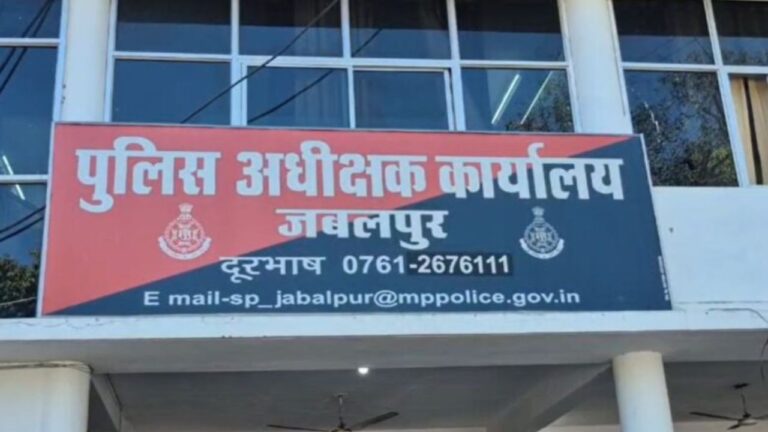 पुलिस अधीक्षक कार्यालय
जबलपुर
दूरभाष 0761-2676111
E mail-sp_jabalpur@mppolice.gov.in